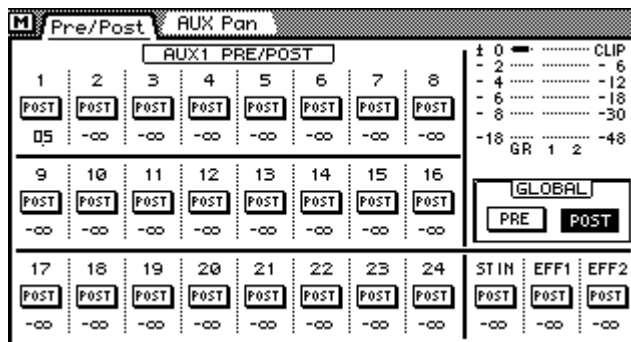 M Pre/Post AUX Pan
AUX1 PRE/POST
1 2 3 4 5 6 7 8
POST POST POST POST POST POST POST POST
0.5 -∞ -∞ -∞ -∞ -∞ -∞ -∞
9 10 11 12 13 14 15 16
POST POST POST POST POST POST POST POST
-∞ -∞ -∞ -∞ -∞ -∞ -∞ -∞
17 18 19 20 21 22 23 24
POST POST POST POST POST POST POST POST
-∞ -∞ -∞ -∞ -∞ -∞ -∞ -∞
± 0 CLIP
- 2 - 6
- 4 -12
- 6 -18
- 8 -30
-18 -48
GR 1 2
GLOBAL
PRE POST
ST IN EFF1 EFF2
POST POST POST
-∞ -∞ -∞